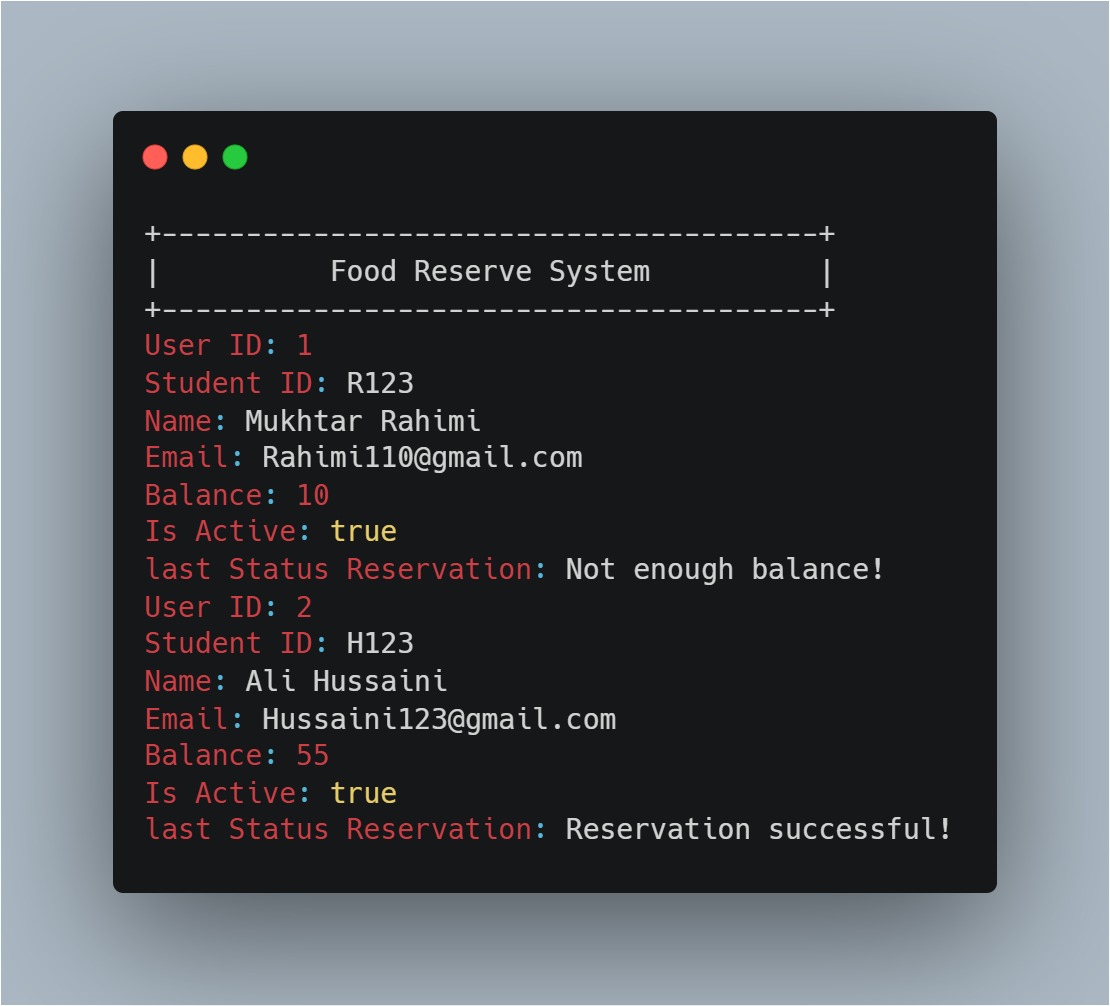 +---------------------------------------+
|          Food Reserve System          |
+---------------------------------------+
User ID: 1
Student ID: R123
Name: Mukhtar Rahimi
Email: Rahimi110@gmail.com
Balance: 10
Is Active: true
last Status Reservation: Not enough balance!
User ID: 2
Student ID: H123
Name: Ali Hussaini
Email: Hussaini123@gmail.com
Balance: 55
Is Active: true
last Status Reservation: Reservation successful!